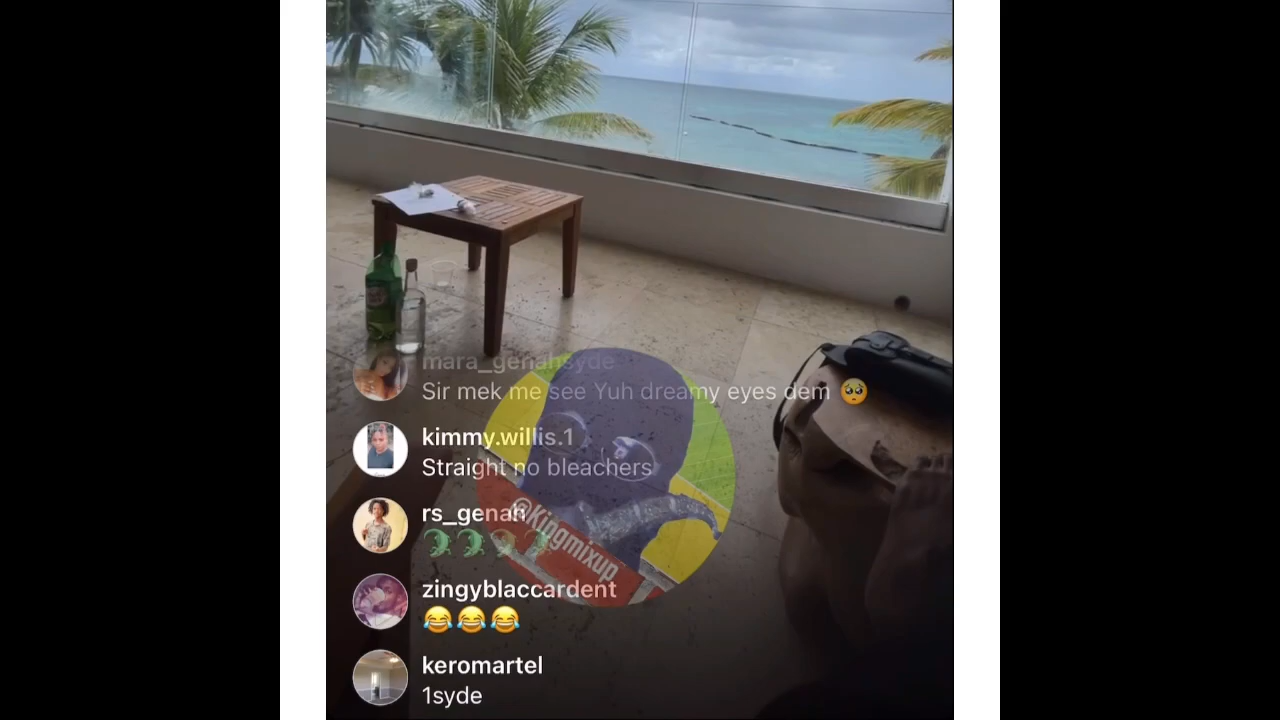 mara_genahsyde
Sir mek me see Yuh dreamy eyes dem 🥺
kimmy.willis.1
Straight no bleachers
rs_genah
🐊🐊🐊🐊
zingyblaccardent
😂😂😂
keromartel
1syde
@Kingmixup